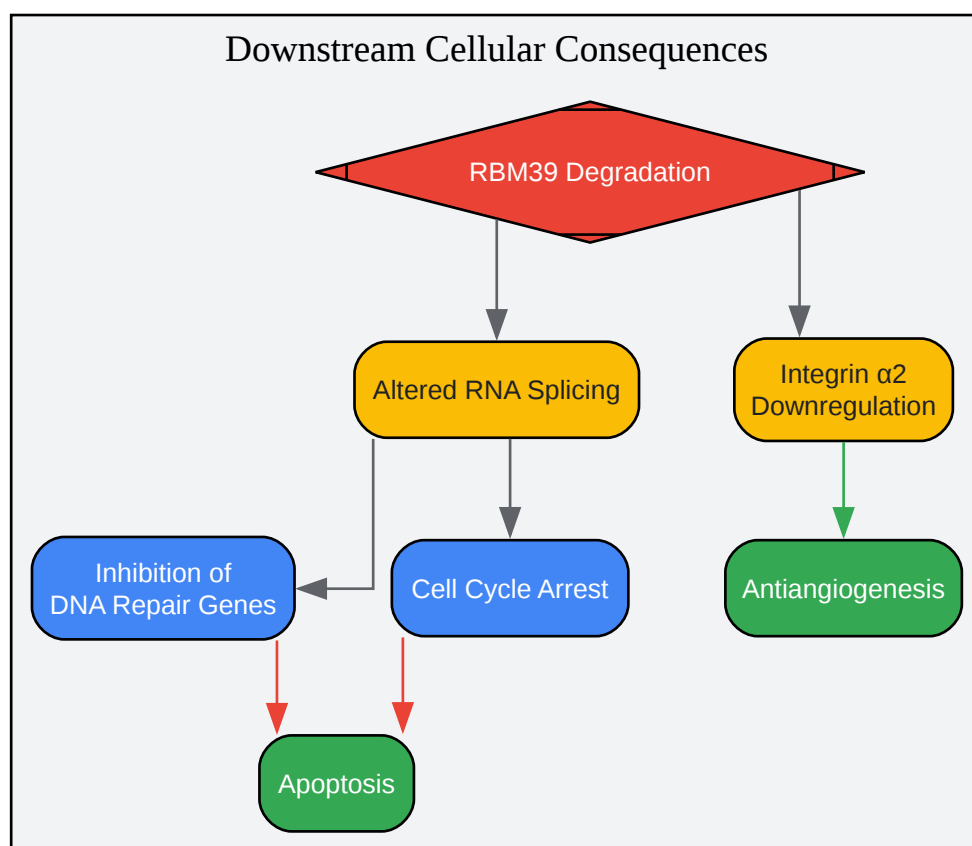 Downstream Cellular Consequences
RBM39 Degradation
Altered RNA Splicing
Integrin α2
Downregulation
Inhibition of
DNA Repair Genes
Cell Cycle Arrest
Antiangiogenesis
Apoptosis